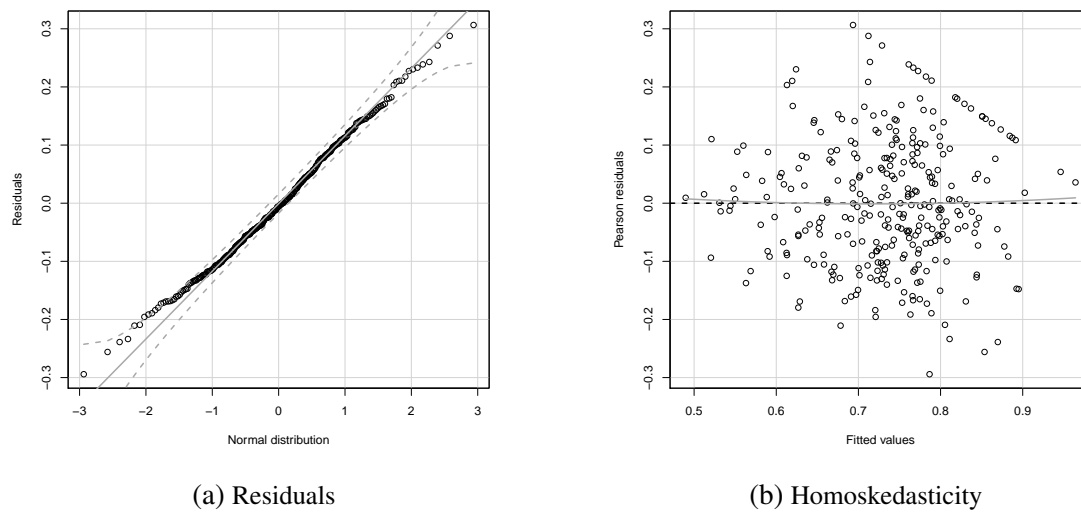 0.3
0.2
0.1
0.0
−0.1
−0.2
−0.3
Residuals
−3 −2 −1 0 1 2 3
Normal distribution
(a) Residuals
0.3
0.2
0.1
0.0
−0.1
−0.2
−0.3
Pearson residuals
0.5 0.6 0.7 0.8 0.9
Fitted values
(b) Homoskedasticity